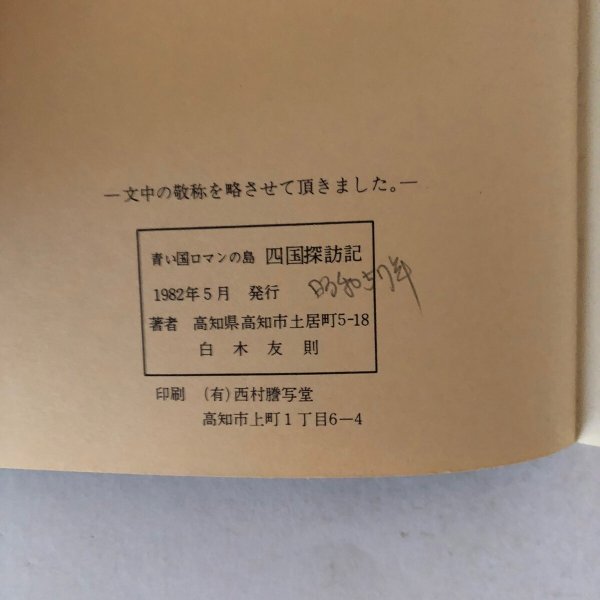 ―文中の敬称を略させて頂きました。―
青い国ロマンの島 四国探訪記
1982年5月 発行 昭和57年
著者 高知県高知市土居町5-18
白木友則
印刷 (有)西村謄写堂
高知市上町1丁目6―4